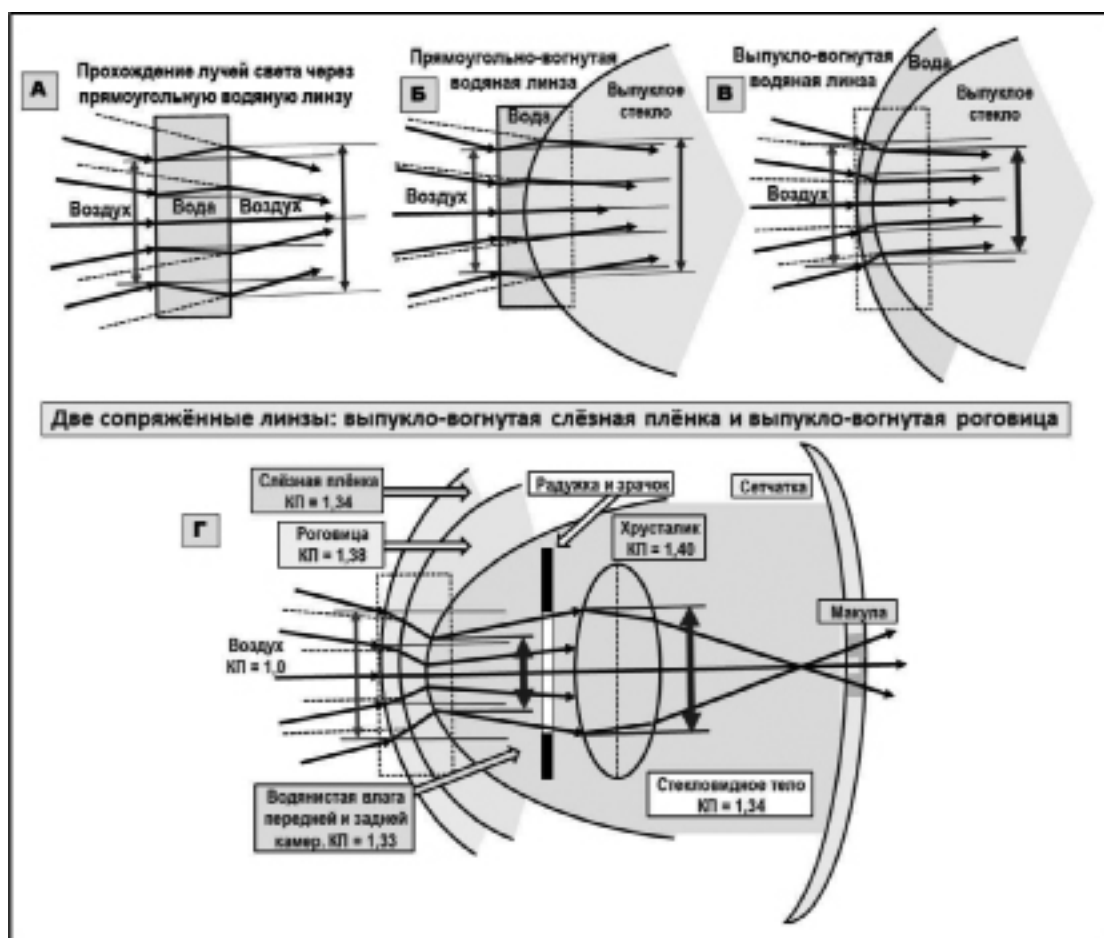 А
Прохождение лучей света через
прямоугольную водяную линзу
Воздух
Вода
Воздух
Б
Прямоугольно-вогнутая
водяная линза
Вода
Выпуклое
стекло
Воздух
В
Выпукло-вогнутая
водяная линза
Вода
Выпуклое
стекло
Воздух
Две сопряжённые линзы: выпукло-вогнутая слёзная плёнка и выпукло-вогнутая роговица
Г
Слёзная плёнка
КП = 1,34
Роговица
КП = 1,38
Радужка и зрачок
Хрусталик
КП = 1,40
Сетчатка
Макула
Воздух
КП = 1,0
Водянистая влага
передней и задней
камер. КП = 1,33
Стекловидное тело
КП = 1,34